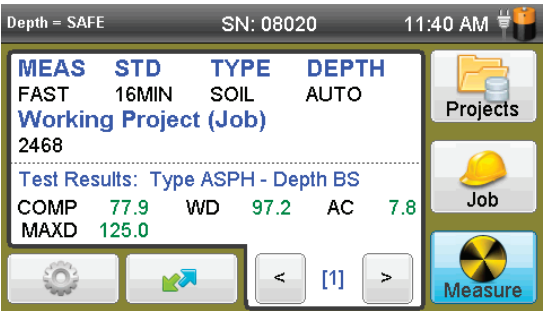 Depth = SAFE SN: 08020 11:40 AM
MEAS STD TYPE DEPTH
FAST 16MIN SOIL AUTO
Working Project (Job)
2468
Test Results: Type ASPH - Depth BS
COMP 77.9 WD 97.2 AC 7.8
MAXD 125.0
Projects
Job
< [1] >
Measure